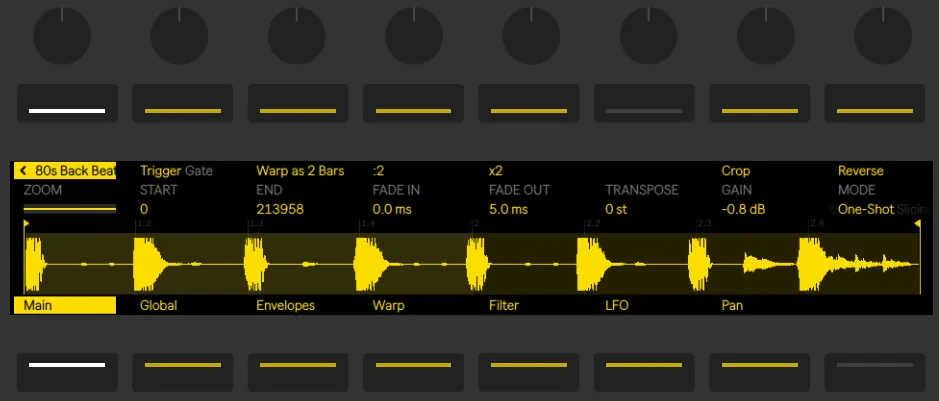 80s Back Beat Trigger Gate Warp as 2 Bars :2 x2 Crop Reverse
ZOOM START END FADE IN FADE OUT TRANSPOSE GAIN MODE
0 213958 0.0 ms 5.0 ms 0 st -0.8 dB One-Shot Slicin
1.2 1.3 1.4 2 2.2 2.3 2.4
Main Global Envelopes Warp Filter LFO Pan